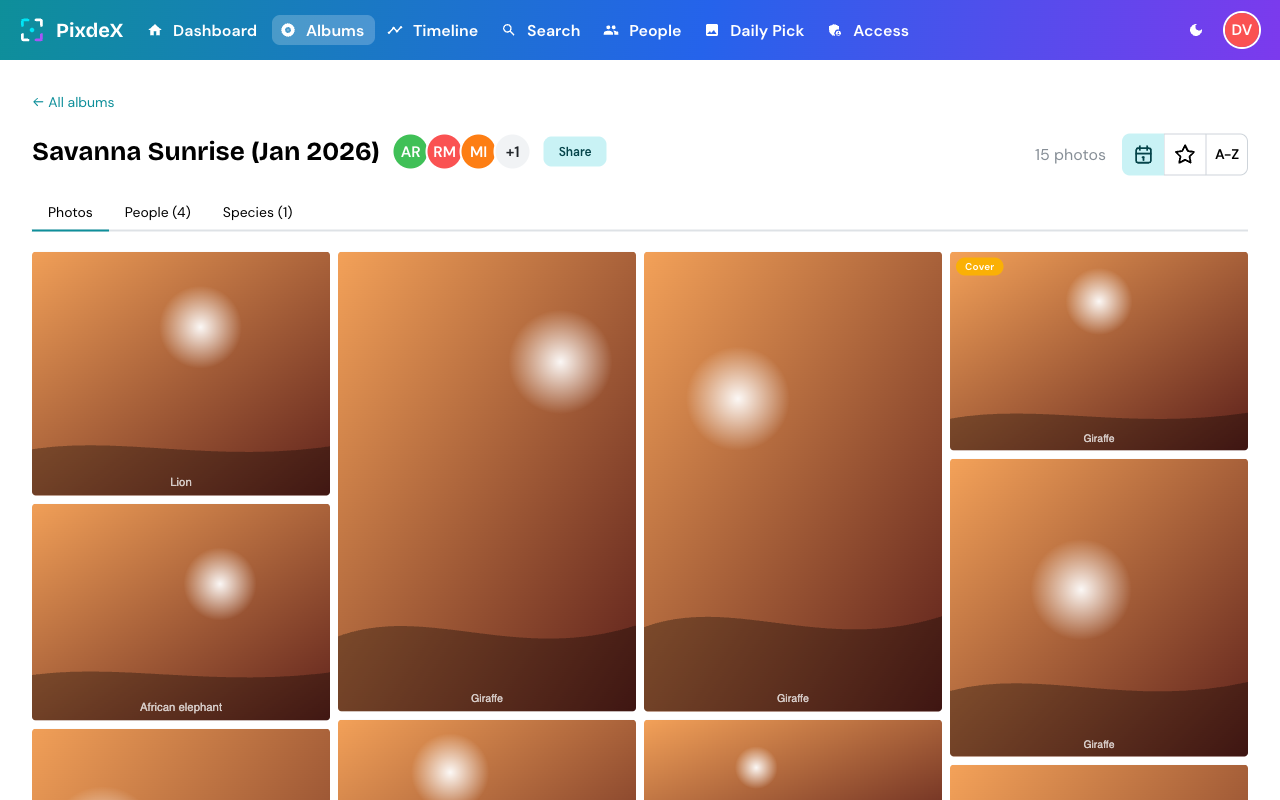 PixdeX
Dashboard
Albums
Timeline
Search
People
Daily Pick
Access
DV
← All albums
Savanna Sunrise (Jan 2026)
AR
RM
MI
+1
Share
15 photos
A-Z
Photos
People (4)
Species (1)
Lion
Giraffe
Giraffe
Cover
Giraffe
African elephant
Giraffe